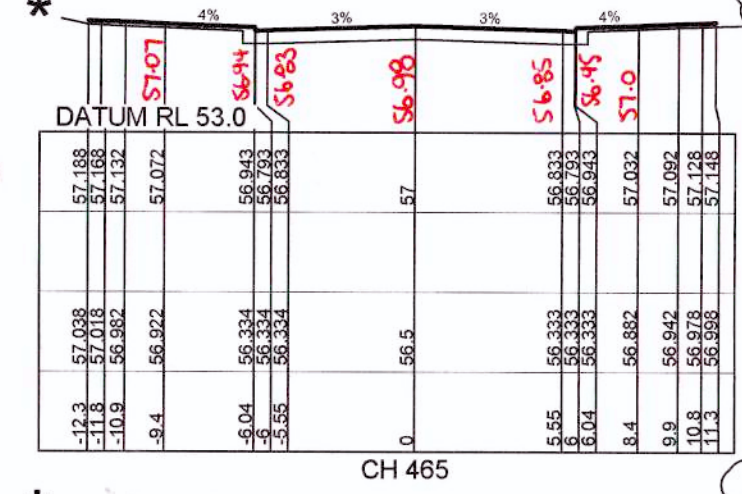 *
4% 3% 3% 4%
57.07 56.94 56.83 56.98 56.85 56.45 57.0
DATUM RL 53.0
57.188 57.168 57.132 57.072 56.943 56.793 56.833 57 56.833 56.793 56.943 57.032 57.092 57.128 57.148
57.038 57.018 56.982 56.922 56.334 56.334 56.334 56.5 56.333 56.333 56.333 56.882 56.942 56.978 56.998
-12.3 -11.8 -10.9 -9.4 -6.04 -6 -5.55 0 5.55 6 6.04 8.4 9.9 10.8 11.3
CH 465